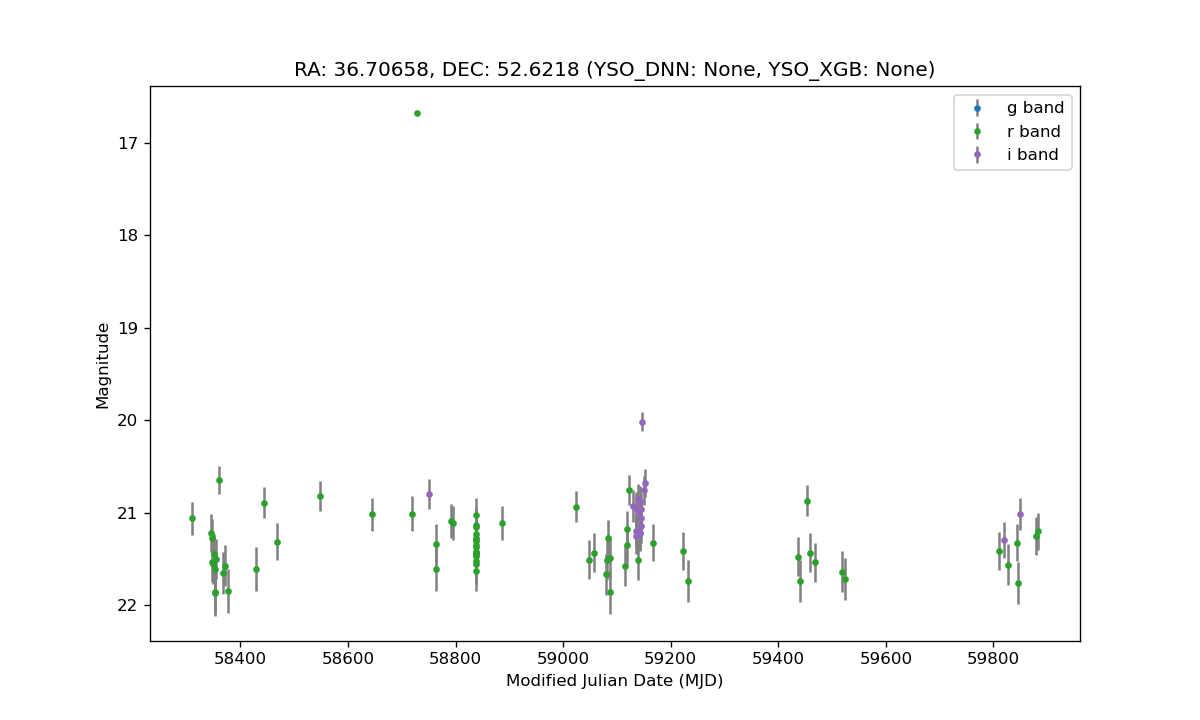 RA: 36.70658, DEC: 52.6218 (YSO_DNN: None, YSO_XGB: None)
g band
r band
i band
17
18
19
20
21
22
Magnitude
58400 58600 58800 59000 59200 59400 59600 59800
Modified Julian Date (MJD)